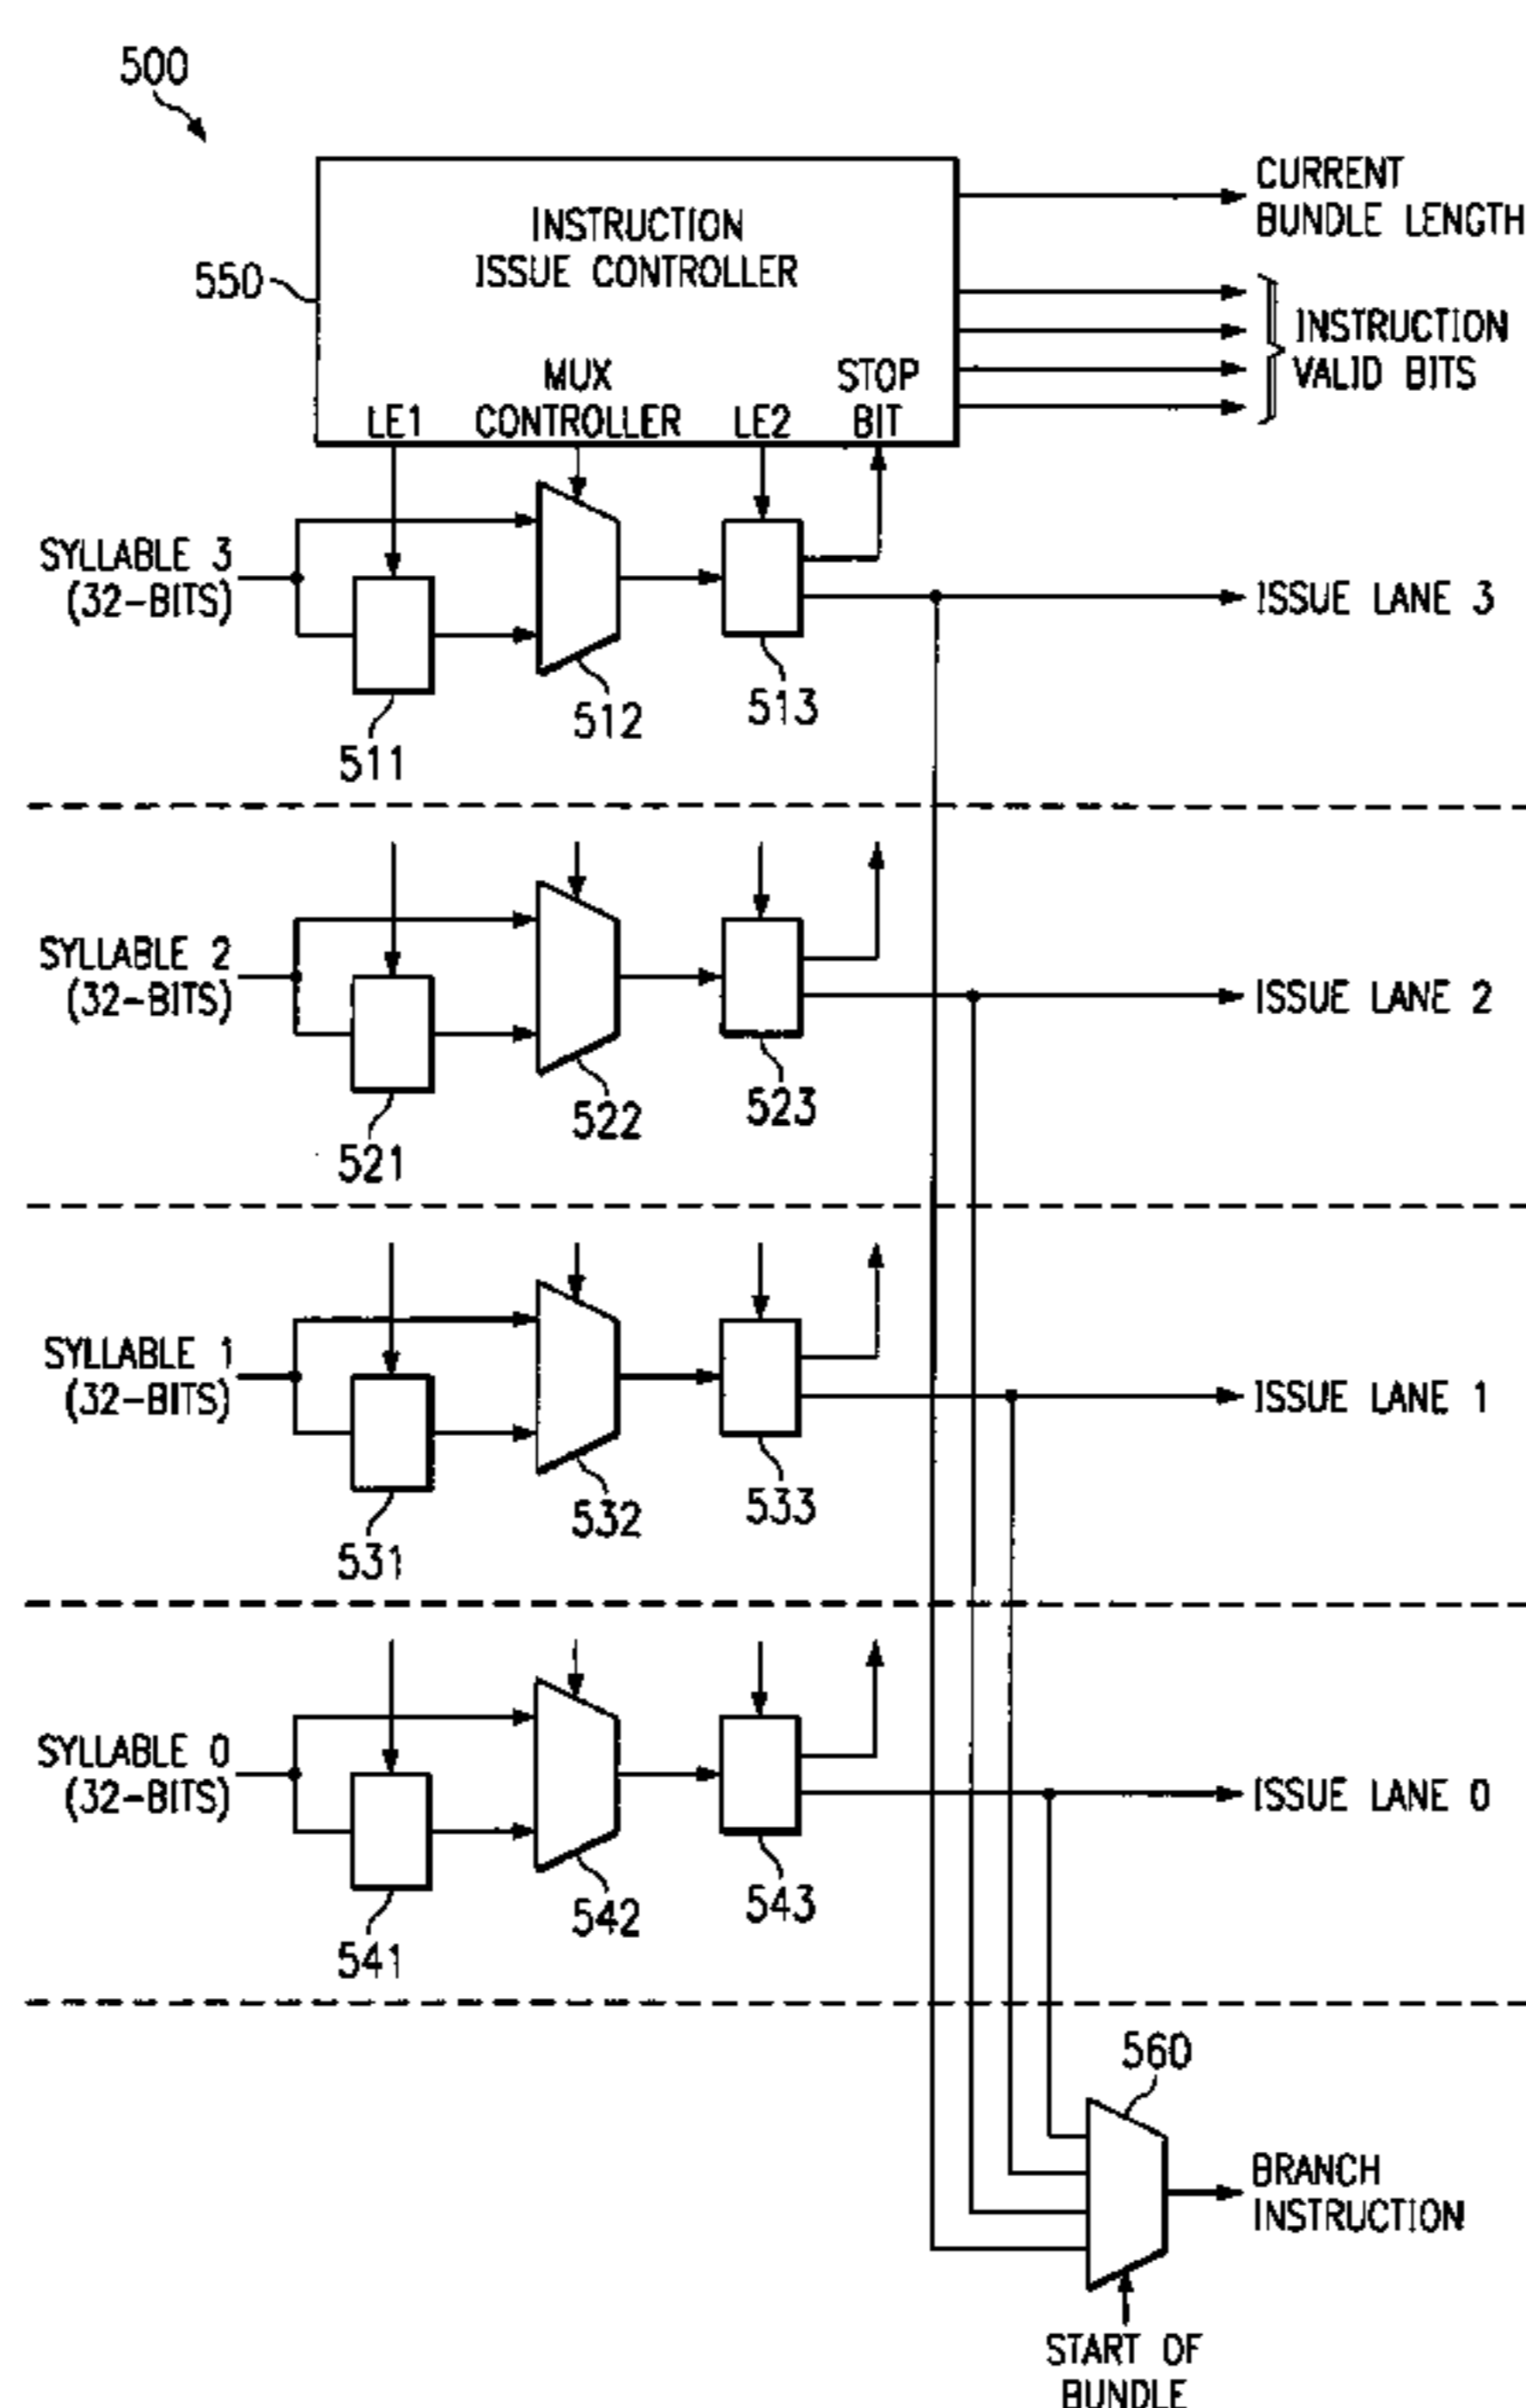 500
CURRENT
BUNDLE LENGTH
INSTRUCTION
ISSUE CONTROLLER
550
INSTRUCTION
VALID BITS
MUX
CONTROLLER
LE1
LE2
STOP
BIT
SYLLABLE 3
(32-BITS)
ISSUE LANE 3
511
512
513
SYLLABLE 2
(32-BITS)
ISSUE LANE 2
521
522
523
SYLLABLE 1
(32-BITS)
ISSUE LANE 1
531
532
533
SYLLABLE 0
(32-BITS)
ISSUE LANE 0
541
542
543
560
BRANCH
INSTRUCTION
START OF
BUNDLE